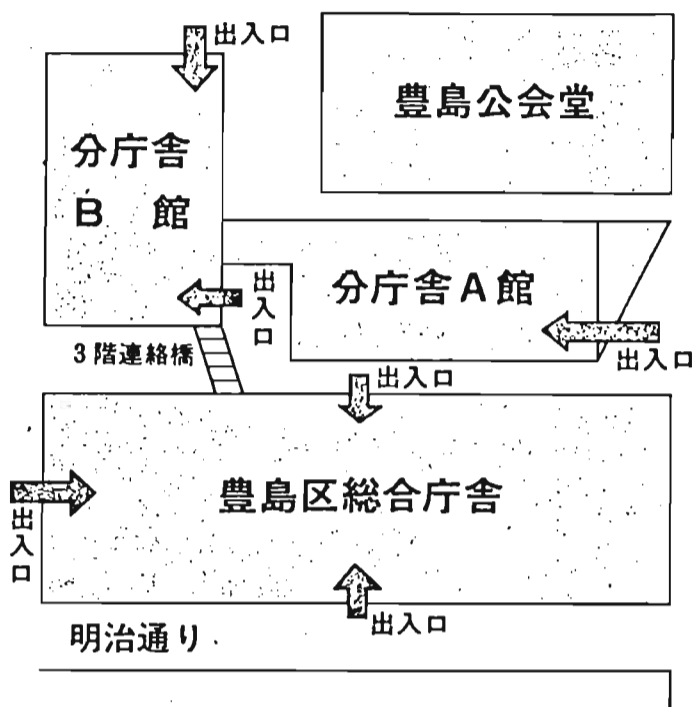 出入口
豊島公会堂
分庁舎
B 館
出入口
分庁舎A館
出入口
3階連絡橋
出入口
豊島区総合庁舎
出入口
出入口
明治通り